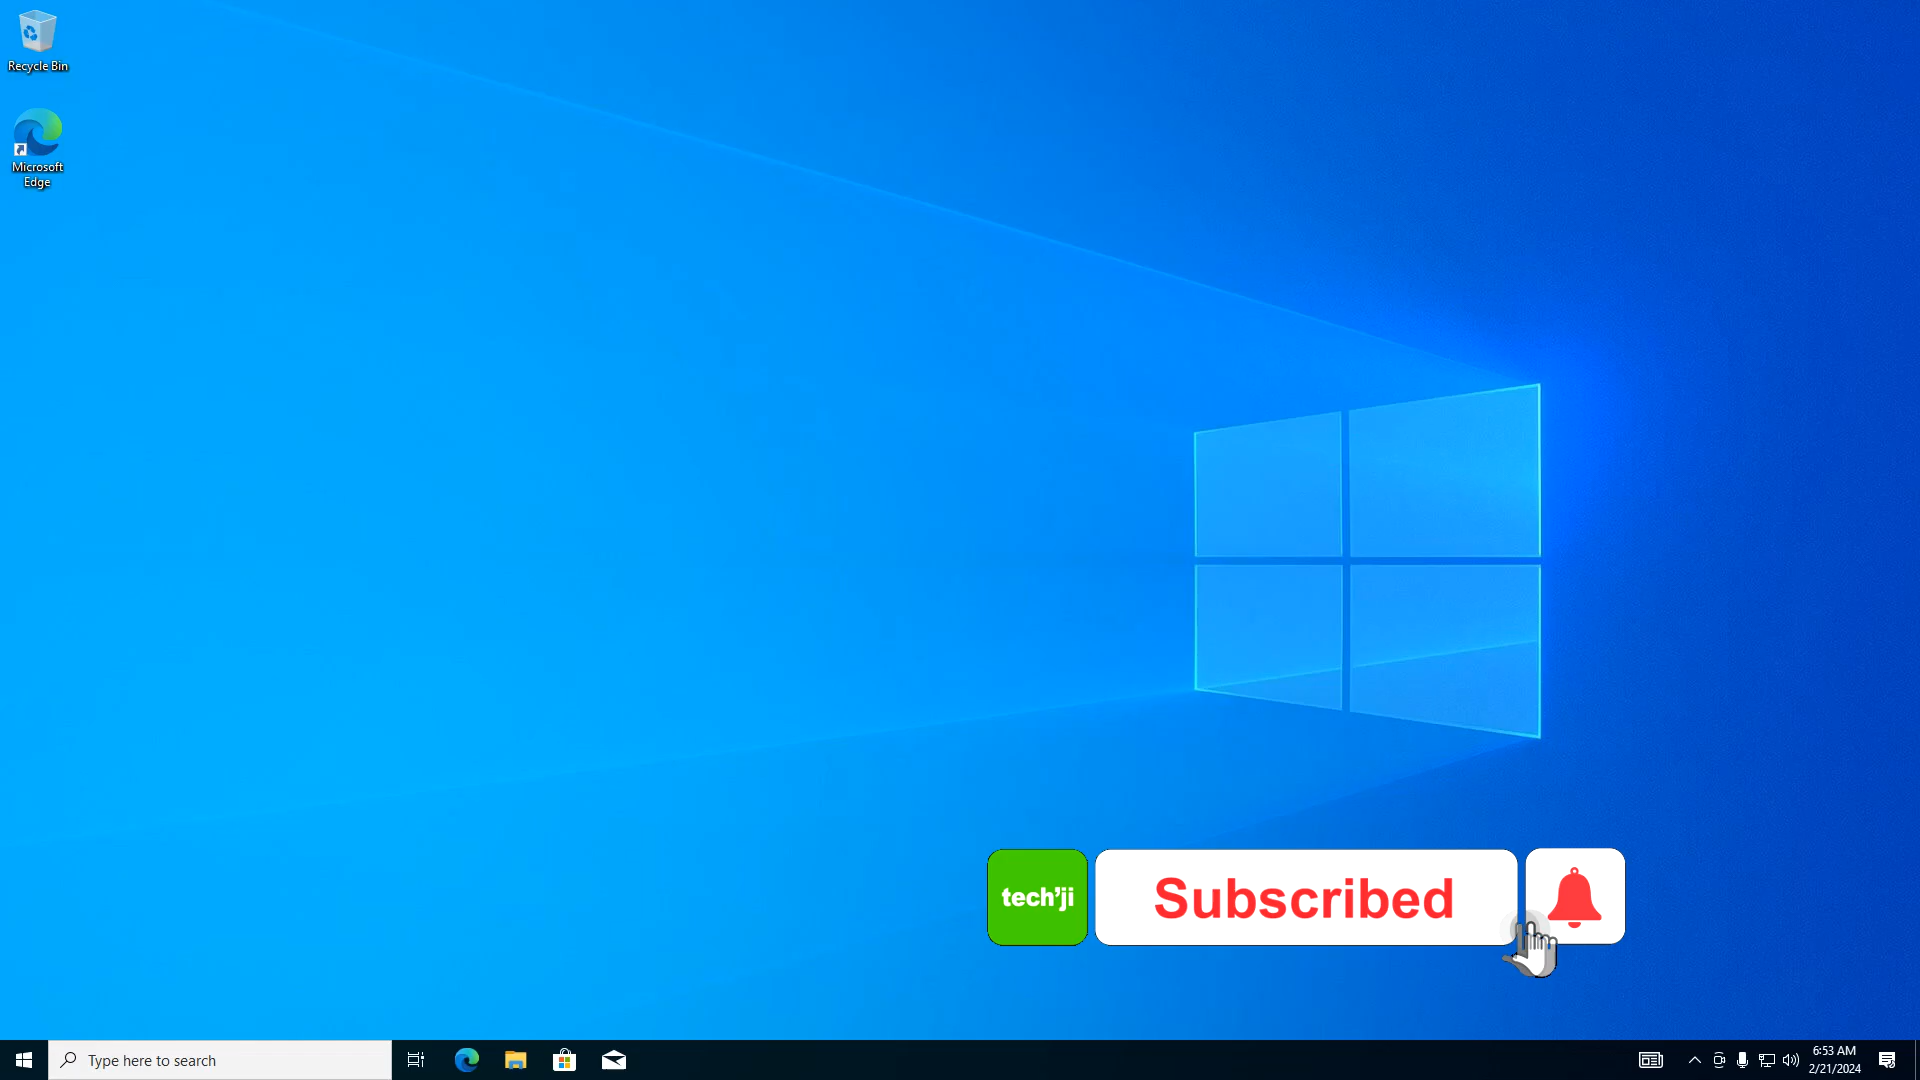 Recycle Bin
Microsoft
Edge
tech'ji
Subscribed
Type here to search
6:53 AM
2/21/2024